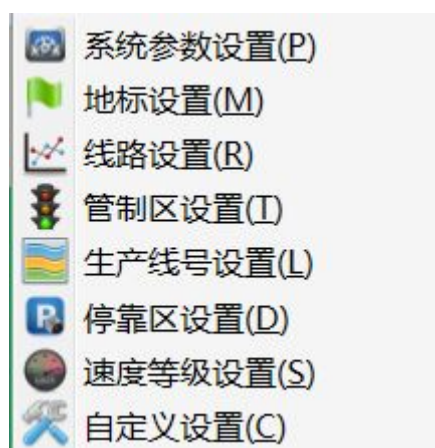 系统参数设置(P)
地标设置(M)
线路设置(R)
管制区设置(T)
生产线号设置(L)
停靠区设置(D)
速度等级设置(S)
自定义设置(C)